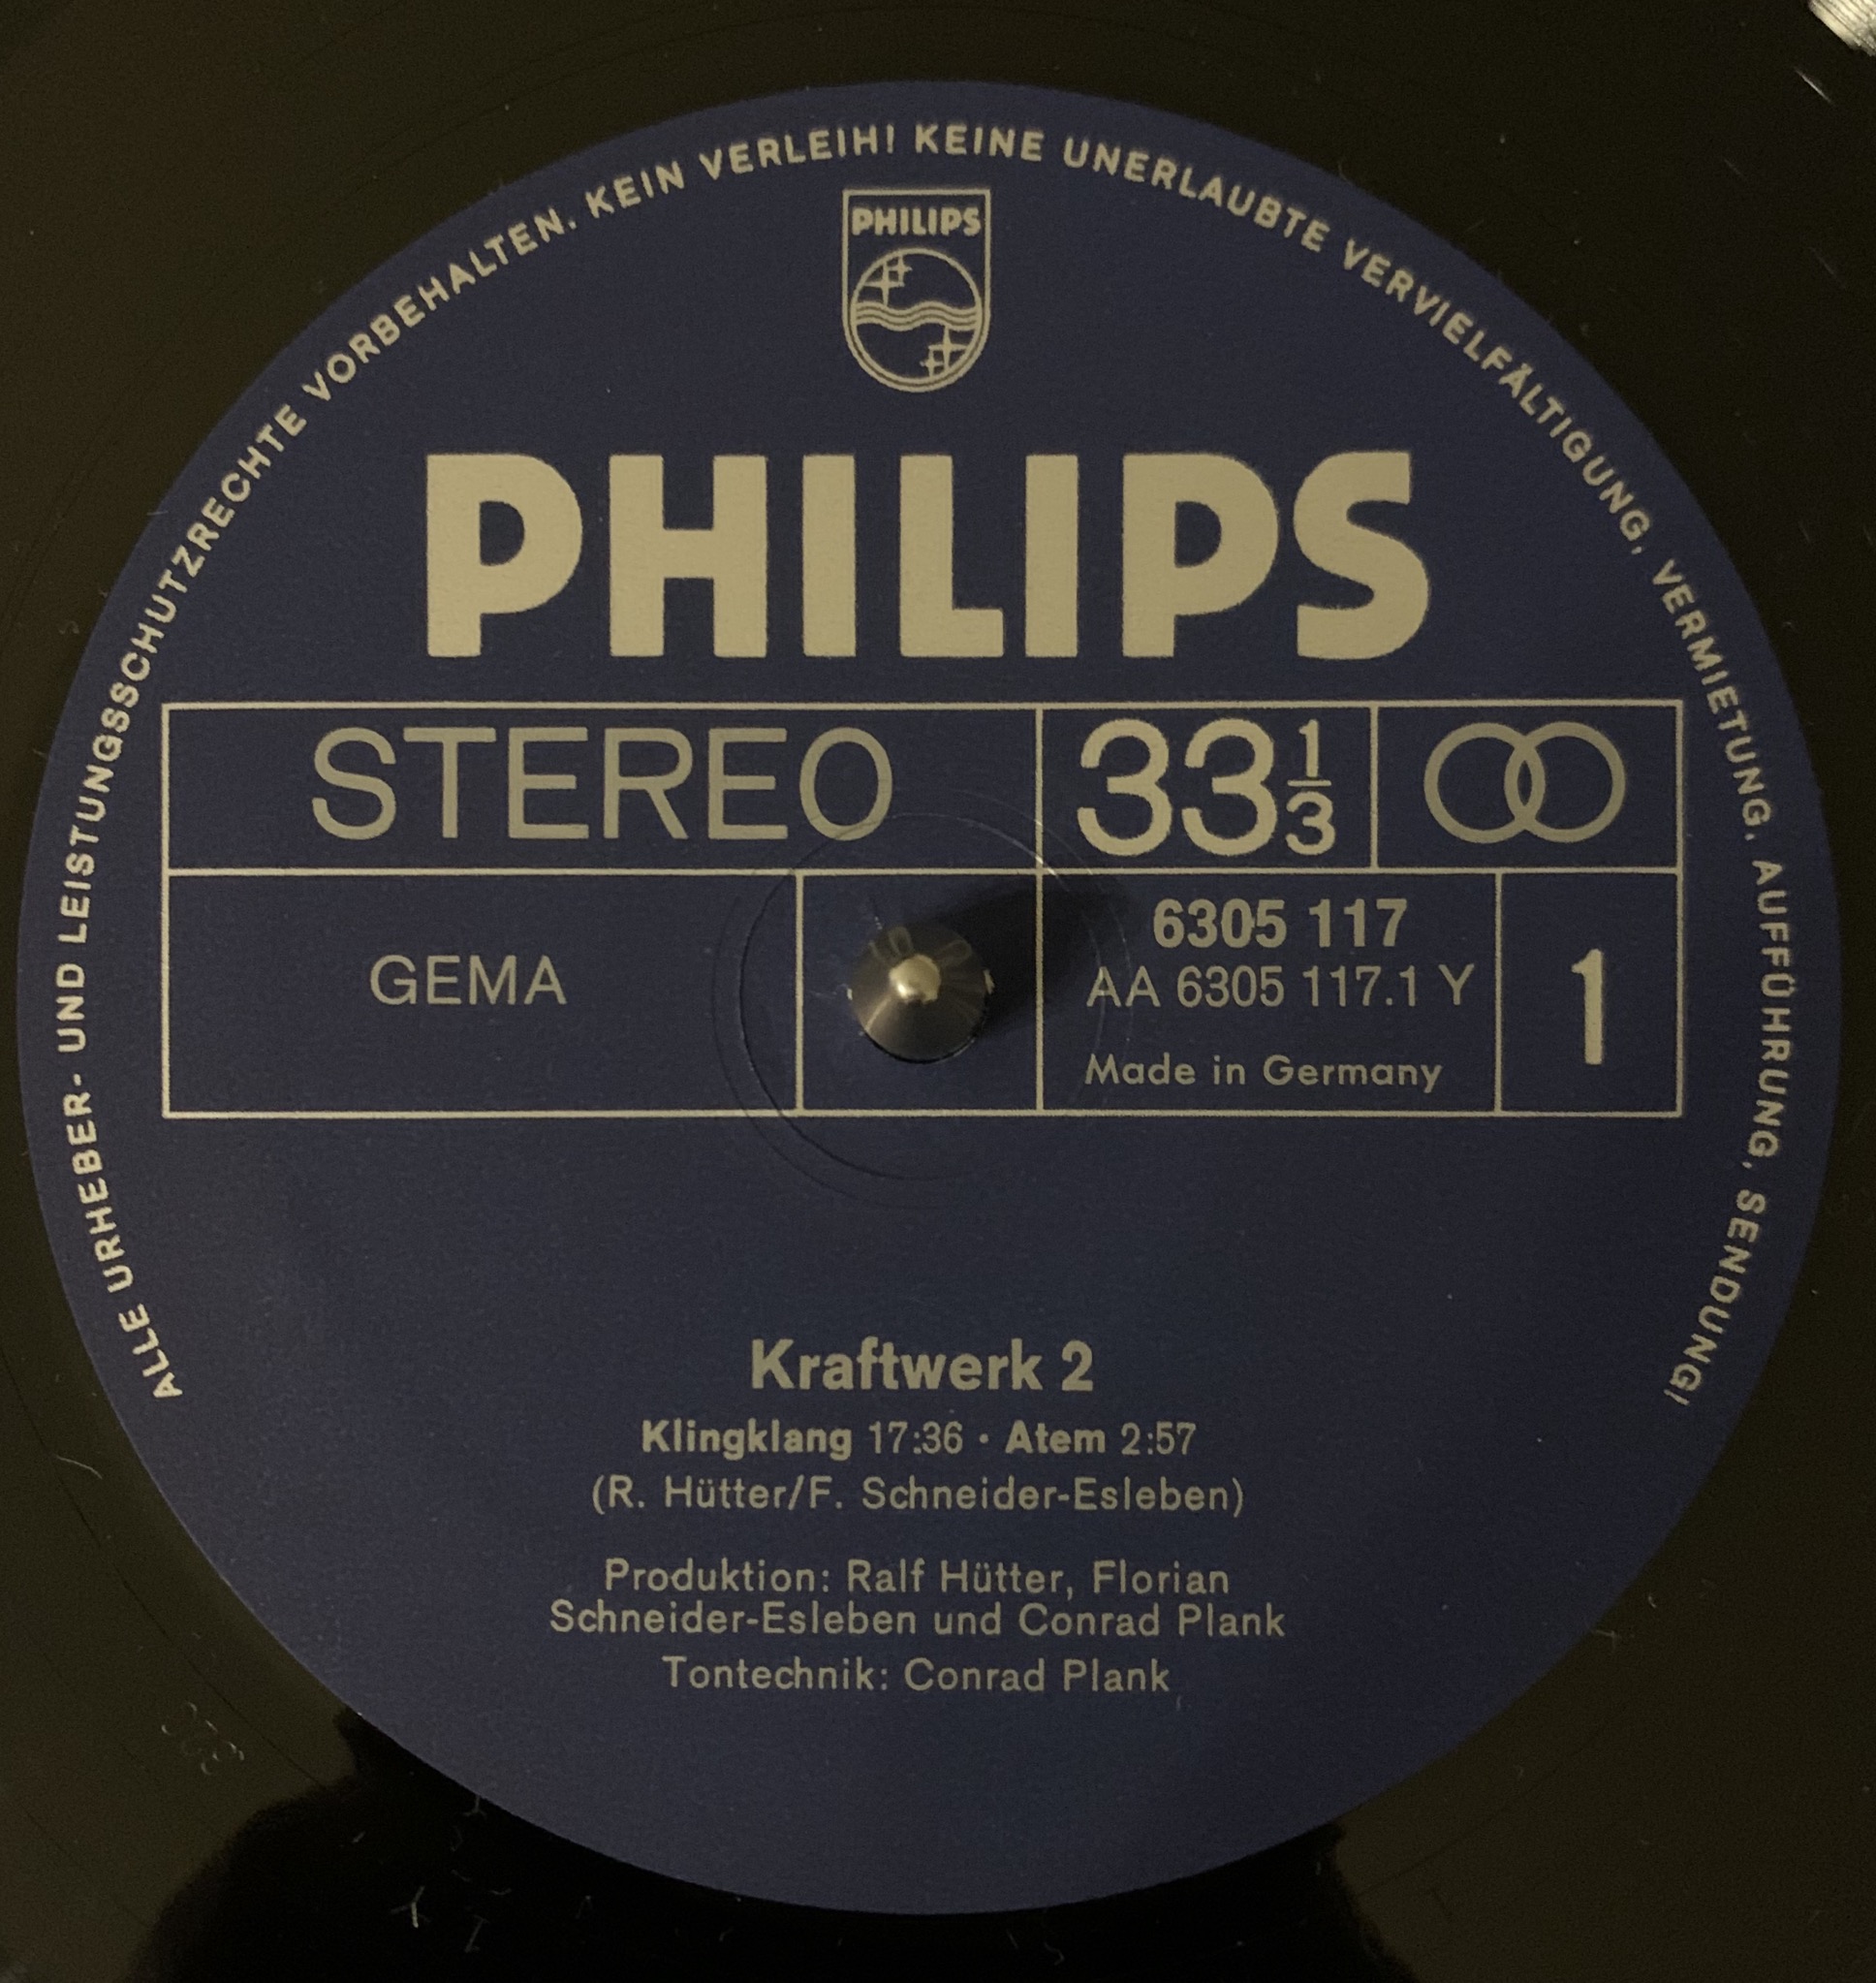 ALLE URHEBER- UND LEISTUNGSSCHUTZRECHTE VORBEHALTEN. KEIN VERLEIH! KEINE UNERLAUBTE VERVIELFÄLTIGUNG, VERMIETUNG, AUFFÜHRUNG, SENDUNG!
PHILIPS
PHILIPS
STEREO
33 1/3
GEMA
6305 117
AA 6305 117.1 Y
Made in Germany
1
Kraftwerk 2
Klingklang 17:36 · Atem 2:57
(R. Hütter/F. Schneider-Esleben)
Produktion: Ralf Hütter, Florian
Schneider-Esleben und Conrad Plank
Tontechnik: Conrad Plank